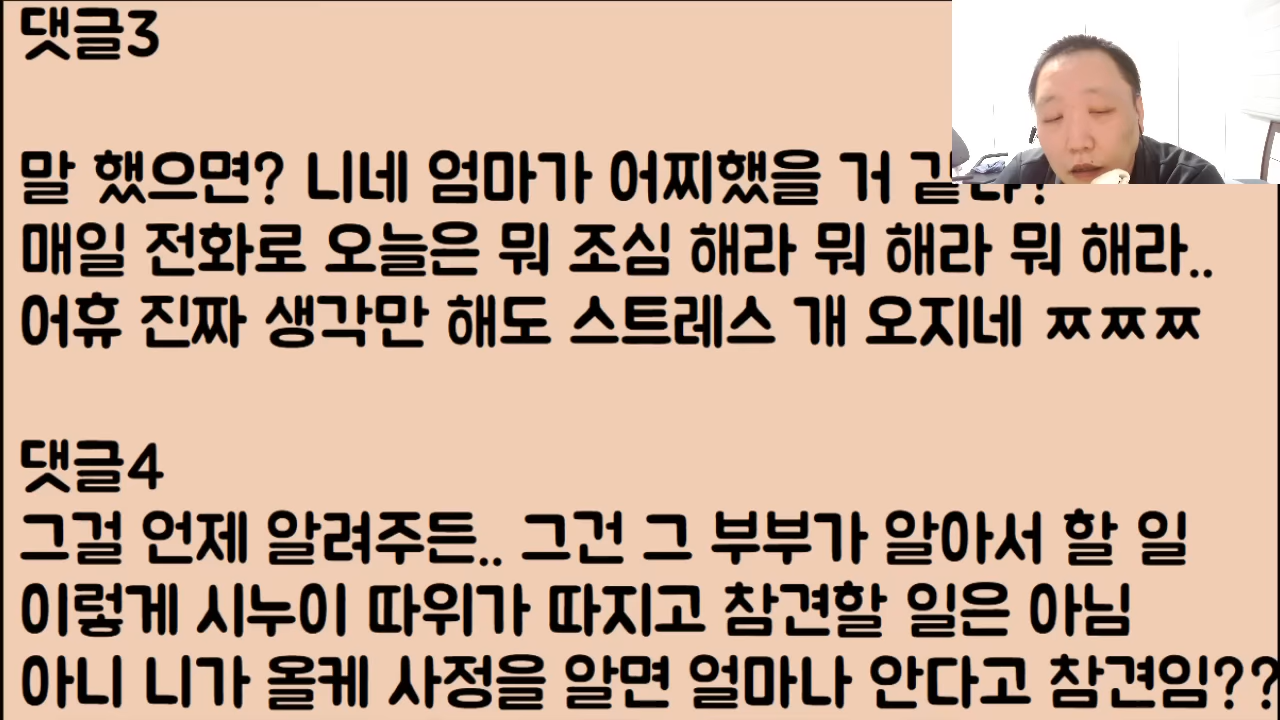 댓글3
말 했으면? 니네 엄마가 어찌했을 거
매일 전화로 오늘은 뭐 조심 해라 뭐 해라 뭐 해라..
어휴 진짜 생각만 해도 스트레스 개 오지네 ㅉㅉㅉ
댓글4
그걸 언제 알려주든.. 그건 그 부부가 알아서 할 일
이렇게 시누이 따위가 따지고 참견할 일은 아님
아니 니가 올케 사정을 알면 얼마나 안다고 참견임??